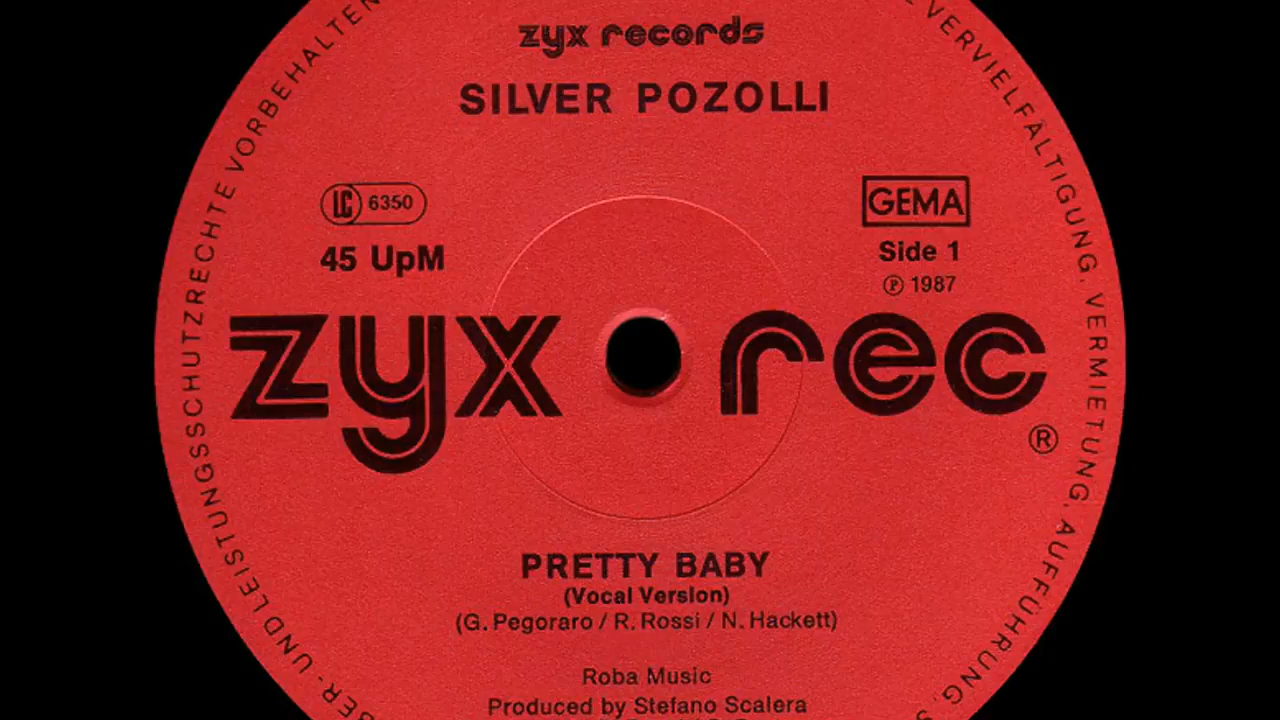 zyx records
SILVER POZOLLI
LC 6350
GEMA
45 UpM
Side 1
℗ 1987
zyx rec
®
PRETTY BABY
(Vocal Version)
(G. Pegoraro / R. Rossi / N. Hackett)
Roba Music
Produced by Stefano Scalera
UND LEISTUNGSSCHUTZRECHTE VORBEHALTEN
VERVIELFÄLTIGUNG, VERMIETUNG, AUFFÜHRUNG, S